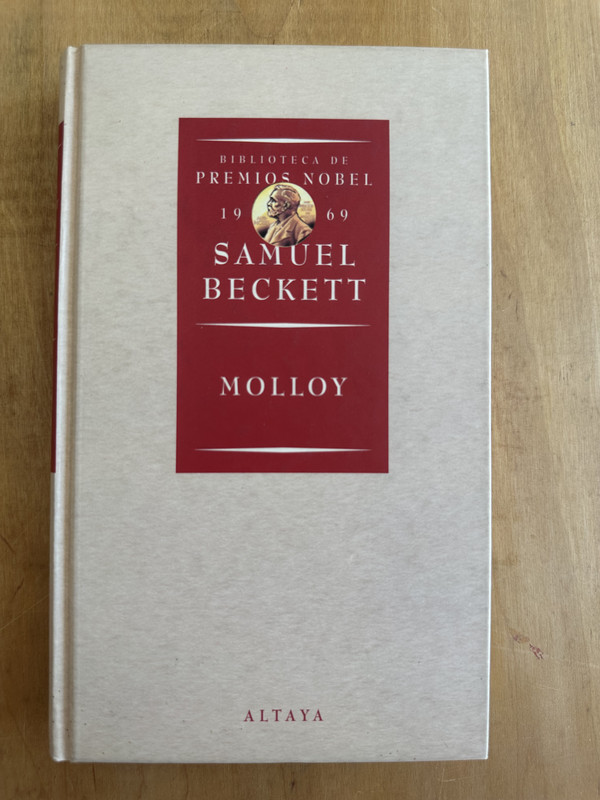 BIBLIOTECA DE
PREMIOS NOBEL
19 69
SAMUEL
BECKETT
MOLLOY
ALTAYA